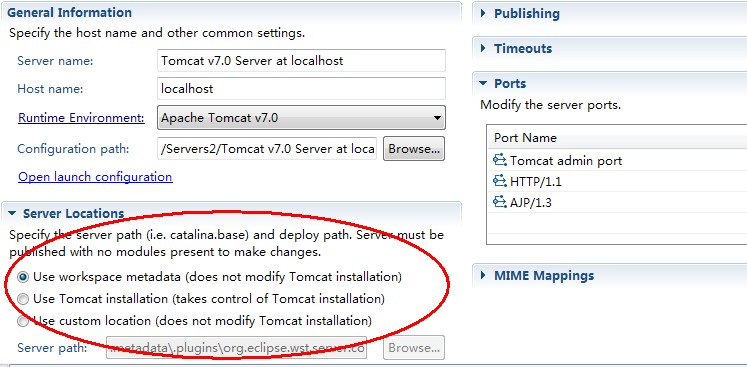 General Information
Specify the host name and other common settings.
Server name: Tomcat v7.0 Server at localhost
Host name: localhost
Runtime Environment: Apache Tomcat v7.0
Configuration path: /Servers2/Tomcat v7.0 Server at loca Browse...
Open launch configuration
Server Locations
Specify the server path (i.e. catalina.base) and deploy path. Server must be
published with no modules present to make changes.
Use workspace metadata (does not modify Tomcat installation)
Use Tomcat installation (takes control of Tomcat installation)
Use custom location (does not modify Tomcat installation)
Server path: .metadata\.plugins\org.eclipse.wst.server.co Browse...
Publishing
Timeouts
Ports
Modify the server ports.
Port Name
Tomcat admin port
HTTP/1.1
AJP/1.3
MIME Mappings